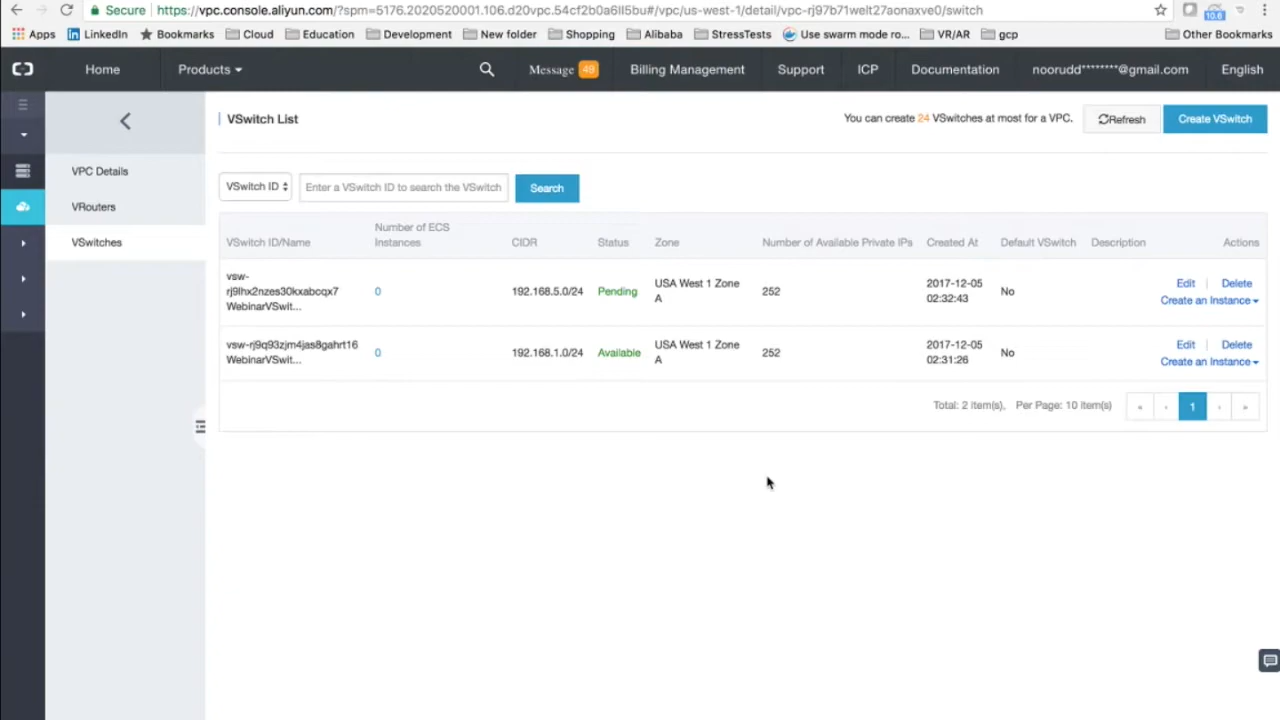 Secure https://vpc.console.aliyun.com/?spm=5176.2020520001.106.d20vpc.54cf2b0a6Il5bu#/vpc/us-west-1/detail/vpc-rj97b71welt27aonaxve0/switch
10.6
Apps LinkedIn Bookmarks Cloud Education Development New folder Shopping Alibaba StressTests Use swarm mode ro... VR/AR gcp Other Bookmarks
Home Products Message 49 Billing Management Support ICP Documentation noorudd********@gmail.com English
VSwitch List You can create 24 VSwitches at most for a VPC. Refresh Create VSwitch
VPC Details
VRouters
VSwitches
VSwitch ID Enter a VSwitch ID to search the VSwitch Search
VSwitch ID/Name Number of ECS Instances CIDR Status Zone Number of Available Private IPs Created At Default VSwitch Description Actions
vsw-
rj9lhx2nzes30kxabcqx7
WebinarVSwit... 0 192.168.5.0/24 Pending USA West 1 Zone A 252 2017-12-05 02:32:43 No Edit | Delete
Create an Instance
vsw-rj9q93zjm4jas8gahrt16
WebinarVSwit... 0 192.168.1.0/24 Available USA West 1 Zone A 252 2017-12-05 02:31:26 No Edit | Delete
Create an Instance
Total: 2 item(s), Per Page: 10 item(s) « ‹ 1 › »